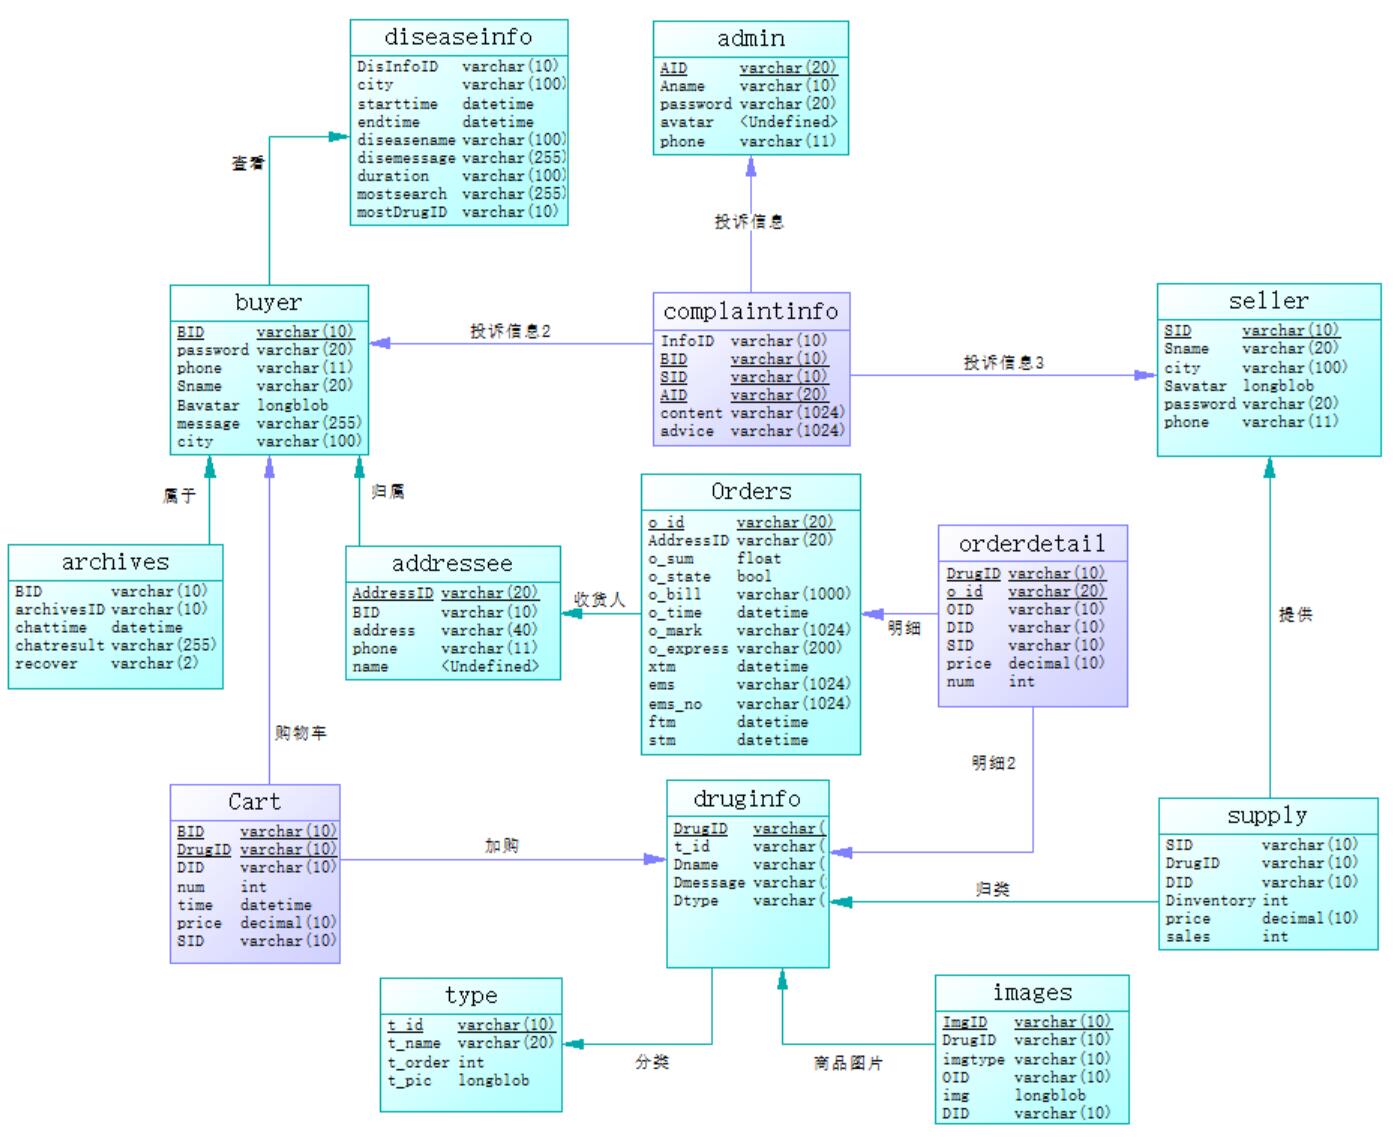 diseaseinfo
DisInfoID varchar(10)
city varchar(100)
starttime datetime
endtime datetime
diseasename varchar(100)
disemessage varchar(255)
duration varchar(100)
mostsearch varchar(255)
mostDrugID varchar(10)
admin
AID varchar(20)
Aname varchar(10)
password varchar(20)
avatar <Undefined>
phone varchar(11)
查看
投诉信息
buyer
BID varchar(10)
password varchar(20)
phone varchar(11)
Sname varchar(20)
Bavatar longblob
message varchar(255)
city varchar(100)
投诉信息2
complaintinfo
InfoID varchar(10)
BID varchar(10)
SID varchar(10)
AID varchar(20)
content varchar(1024)
advice varchar(1024)
投诉信息3
seller
SID varchar(10)
Sname varchar(20)
city varchar(100)
Savatar longblob
password varchar(20)
phone varchar(11)
属于
归属
archives
BID varchar(10)
archivesID varchar(10)
chattime datetime
chatresult varchar(255)
recover varchar(2)
addressee
AddressID varchar(20)
BID varchar(10)
address varchar(40)
phone varchar(11)
name <Undefined>
收货人
Orders
o_id varchar(20)
AddressID varchar(20)
o_sum float
o_state bool
o_bill varchar(1000)
o_time datetime
o_mark varchar(1024)
o_express varchar(200)
xtm datetime
ems varchar(1024)
ems_no varchar(1024)
ftm datetime
stm datetime
明细
orderdetail
DrugID varchar(10)
o_id varchar(20)
OID varchar(10)
DID varchar(10)
SID varchar(10)
price decimal(10)
num int
提供
购物车
明细2
Cart
BID varchar(10)
DrugID varchar(10)
DID varchar(10)
num int
time datetime
price decimal(10)
SID varchar(10)
加购
druginfo
DrugID varchar(
t_id varchar(
Dname varchar(
Dmessage varchar(
Dtype varchar(
归类
supply
SID varchar(10)
DrugID varchar(10)
DID varchar(10)
Dinventory int
price decimal(10)
sales int
type
t_id varchar(10)
t_name varchar(20)
t_order int
t_pic longblob
分类
商品图片
images
ImgID varchar(10)
DrugID varchar(10)
imgtype varchar(10)
OID varchar(10)
img longblob
DID varchar(10)